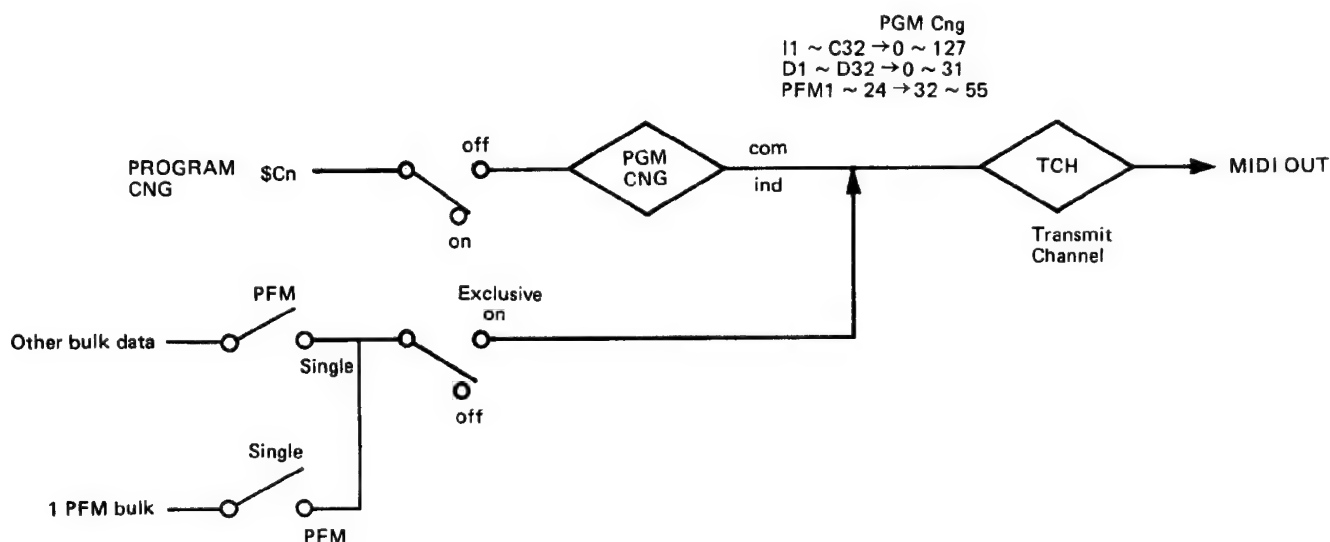 PGM Cng
I1 ~ C32 → 0 ~ 127
D1 ~ D32 → 0 ~ 31
PFM1 ~ 24 → 32 ~ 55
PROGRAM
CNG
$Cn
off
on
PGM
CNG
com
ind
TCH
MIDI OUT
Transmit
Channel
PFM
Exclusive
on
Other bulk data
Single
off
Single
1 PFM bulk
PFM